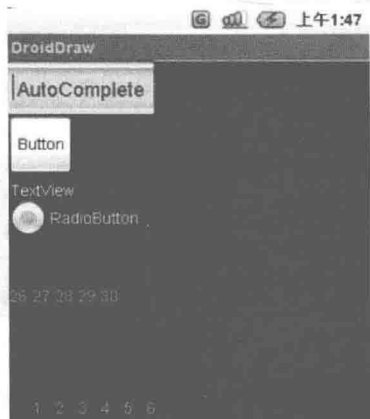 G 上午1:47
DroidDraw
AutoComplete
Button
TextView
RadioButton
26 27 28 29 30
1 2 3 4 5 6